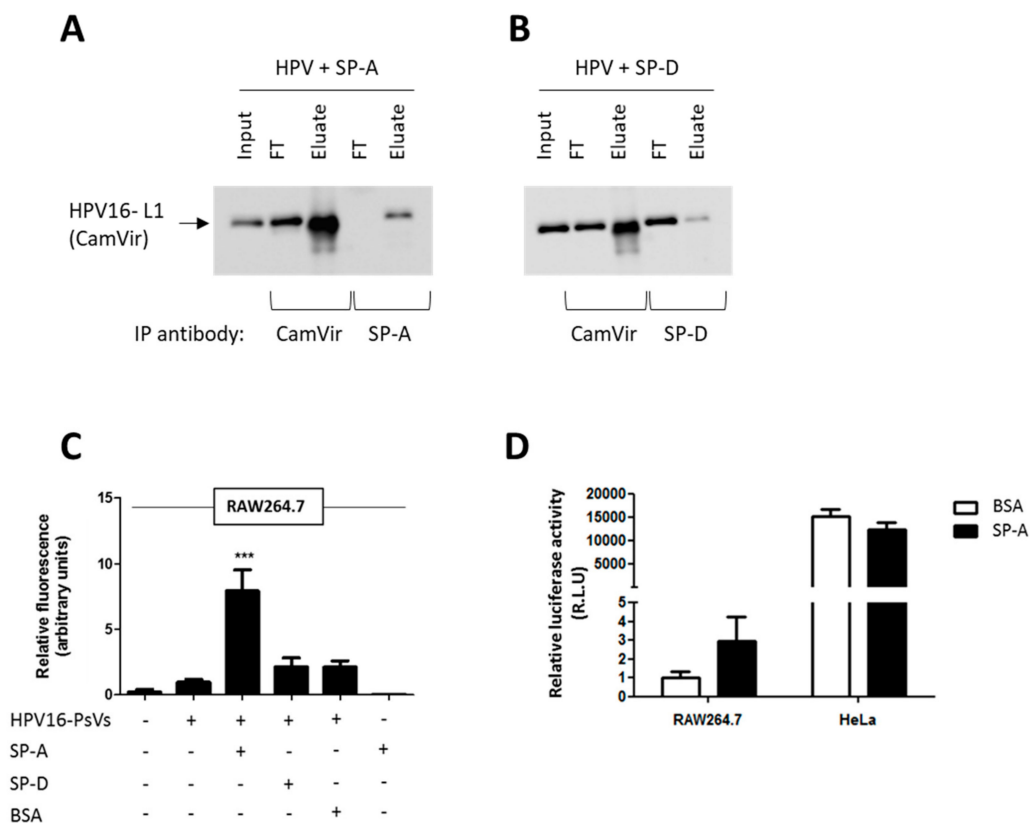 A
HPV + SP-A
Input FT Eluate FT Eluate
HPV16- L1
(CamVir)
IP antibody: CamVir SP-A
B
HPV + SP-D
Input FT Eluate FT Eluate
CamVir SP-D
C
RAW264.7
Relative fluorescence
(arbitrary units)
15
10
5
0
***
HPV16-PsVs - + + + + -
SP-A - - + - - +
SP-D - - - + - -
BSA - - - - + -
D
Relative luciferase activity
(R.L.U)
20000
15000
10000
5000
5
4
3
2
1
0
RAW264.7 HeLa
BSA
SP-A